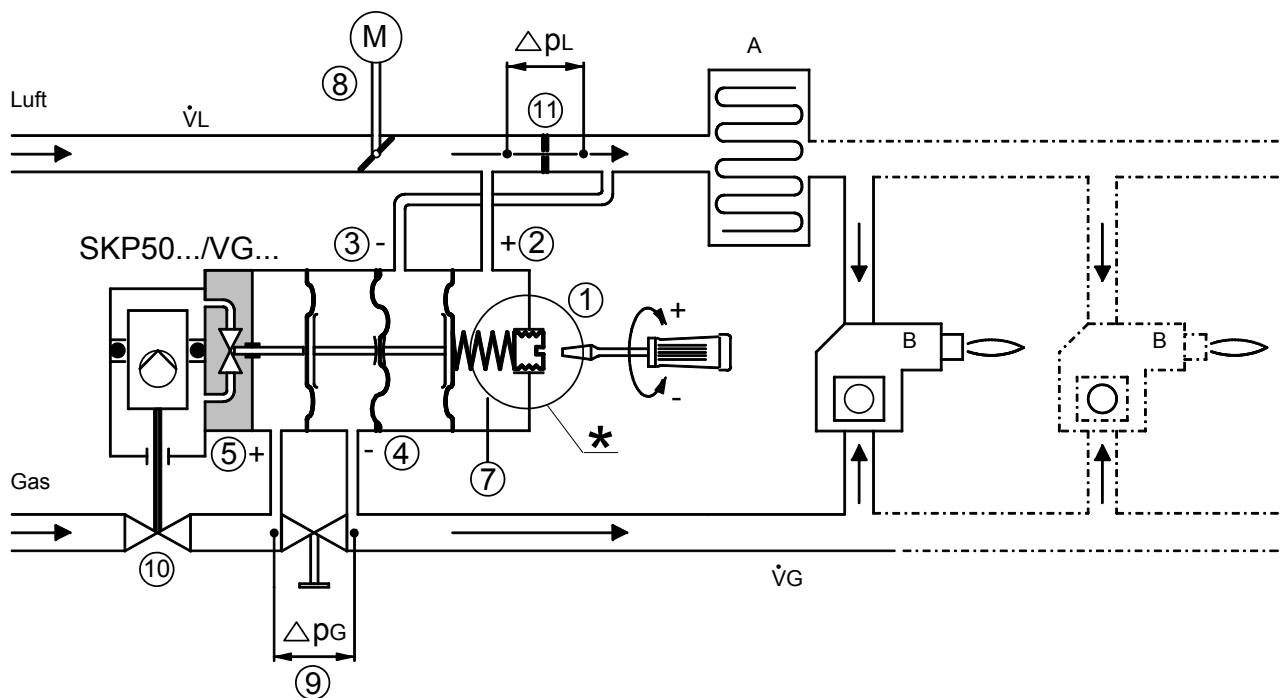 M
△pL
A
⑧
Luft
V̇L
⑪
SKP50.../VG...
③ -
+ ②
①
+
B
B
-
*
⑤ +
- ④
⑦
Gas
⑩
V̇G
△pG
⑨